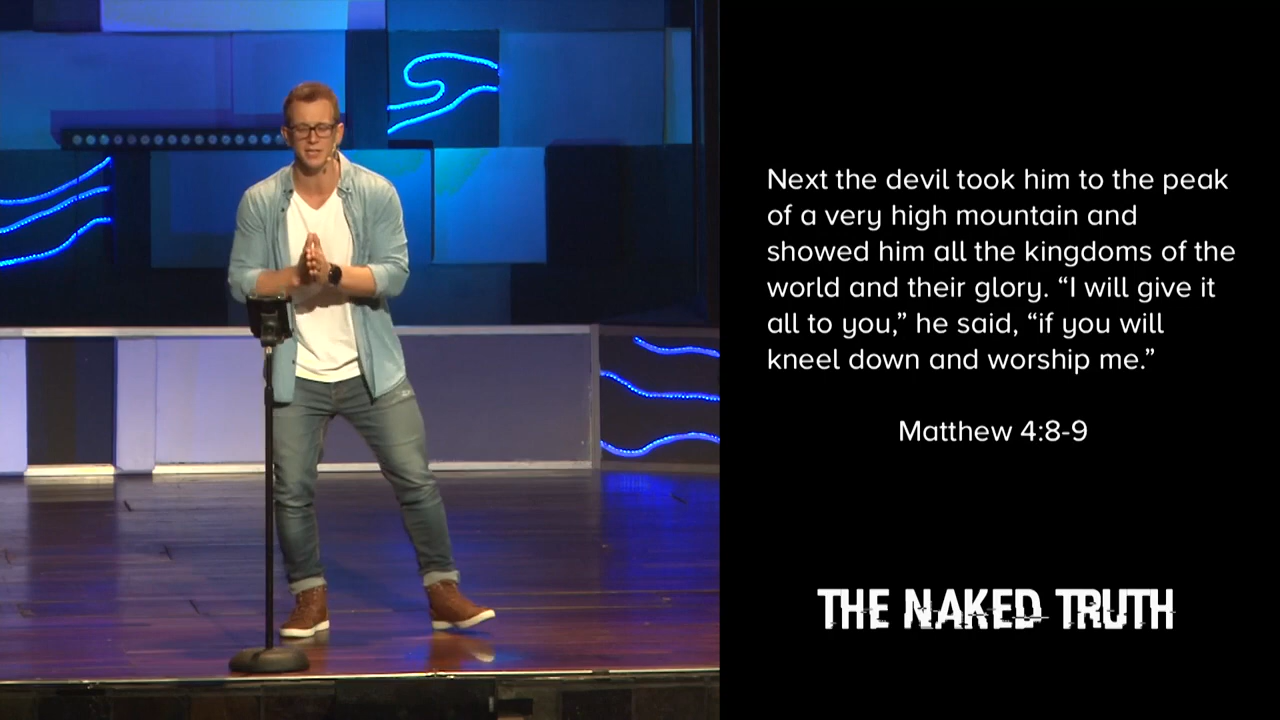 Next the devil took him to the peak
of a very high mountain and
showed him all the kingdoms of the
world and their glory. “I will give it
all to you,” he said, “if you will
kneel down and worship me.”
Matthew 4:8-9
THE NAKED TRUTH